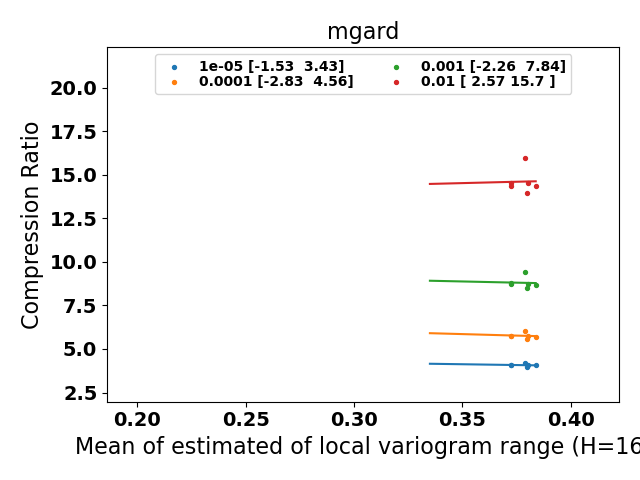 mgard
1e-05 [-1.53  3.43]
0.0001 [-2.83  4.56]
0.001 [-2.26  7.84]
0.01 [ 2.57 15.7 ]
Compression Ratio
20.0
17.5
15.0
12.5
10.0
7.5
5.0
2.5
0.20 0.25 0.30 0.35 0.40
Mean of estimated of local variogram range (H=16